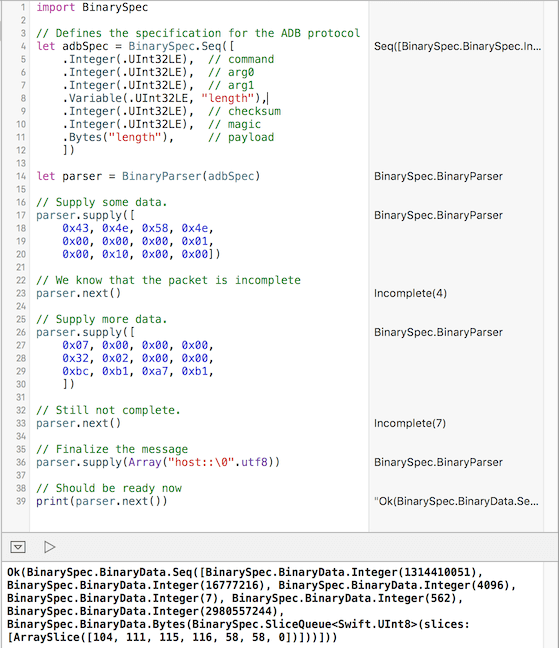 1 import BinarySpec
2
3 // Defines the specification for the ADB protocol
4 let adbSpec = BinarySpec.Seq([ Seq([BinarySpec.BinarySpec.In...
5 .Integer(.UInt32LE), // command
6 .Integer(.UInt32LE), // arg0
7 .Integer(.UInt32LE), // arg1
8 .Variable(.UInt32LE, "length"),
9 .Integer(.UInt32LE), // checksum
10 .Integer(.UInt32LE), // magic
11 .Bytes("length"), // payload
12 ])
13
14 let parser = BinaryParser(adbSpec) BinarySpec.BinaryParser
15
16 // Supply some data.
17 parser.supply([ BinarySpec.BinaryParser
18 0x43, 0x4e, 0x58, 0x4e,
19 0x00, 0x00, 0x00, 0x01,
20 0x00, 0x10, 0x00, 0x00])
21
22 // We know that the packet is incomplete
23 parser.next() Incomplete(4)
24
25 // Supply more data.
26 parser.supply([ BinarySpec.BinaryParser
27 0x07, 0x00, 0x00, 0x00,
28 0x32, 0x02, 0x00, 0x00,
29 0xbc, 0xb1, 0xa7, 0xb1,
30 ])
31
32 // Still not complete.
33 parser.next() Incomplete(7)
34
35 // Finalize the message
36 parser.supply(Array("host::\0".utf8)) BinarySpec.BinaryParser
37
38 // Should be ready now
39 print(parser.next()) "Ok(BinarySpec.BinaryData.Se...
Ok(BinarySpec.BinaryData.Seq([BinarySpec.BinaryData.Integer(1314410051),
BinarySpec.BinaryData.Integer(16777216), BinarySpec.BinaryData.Integer(4096),
BinarySpec.BinaryData.Integer(7), BinarySpec.BinaryData.Integer(562),
BinarySpec.BinaryData.Integer(2980557244),
BinarySpec.BinaryData.Bytes(BinarySpec.SliceQueue<Swift.UInt8>(slices:
[ArraySlice([104, 111, 115, 116, 58, 58, 0])]))]))